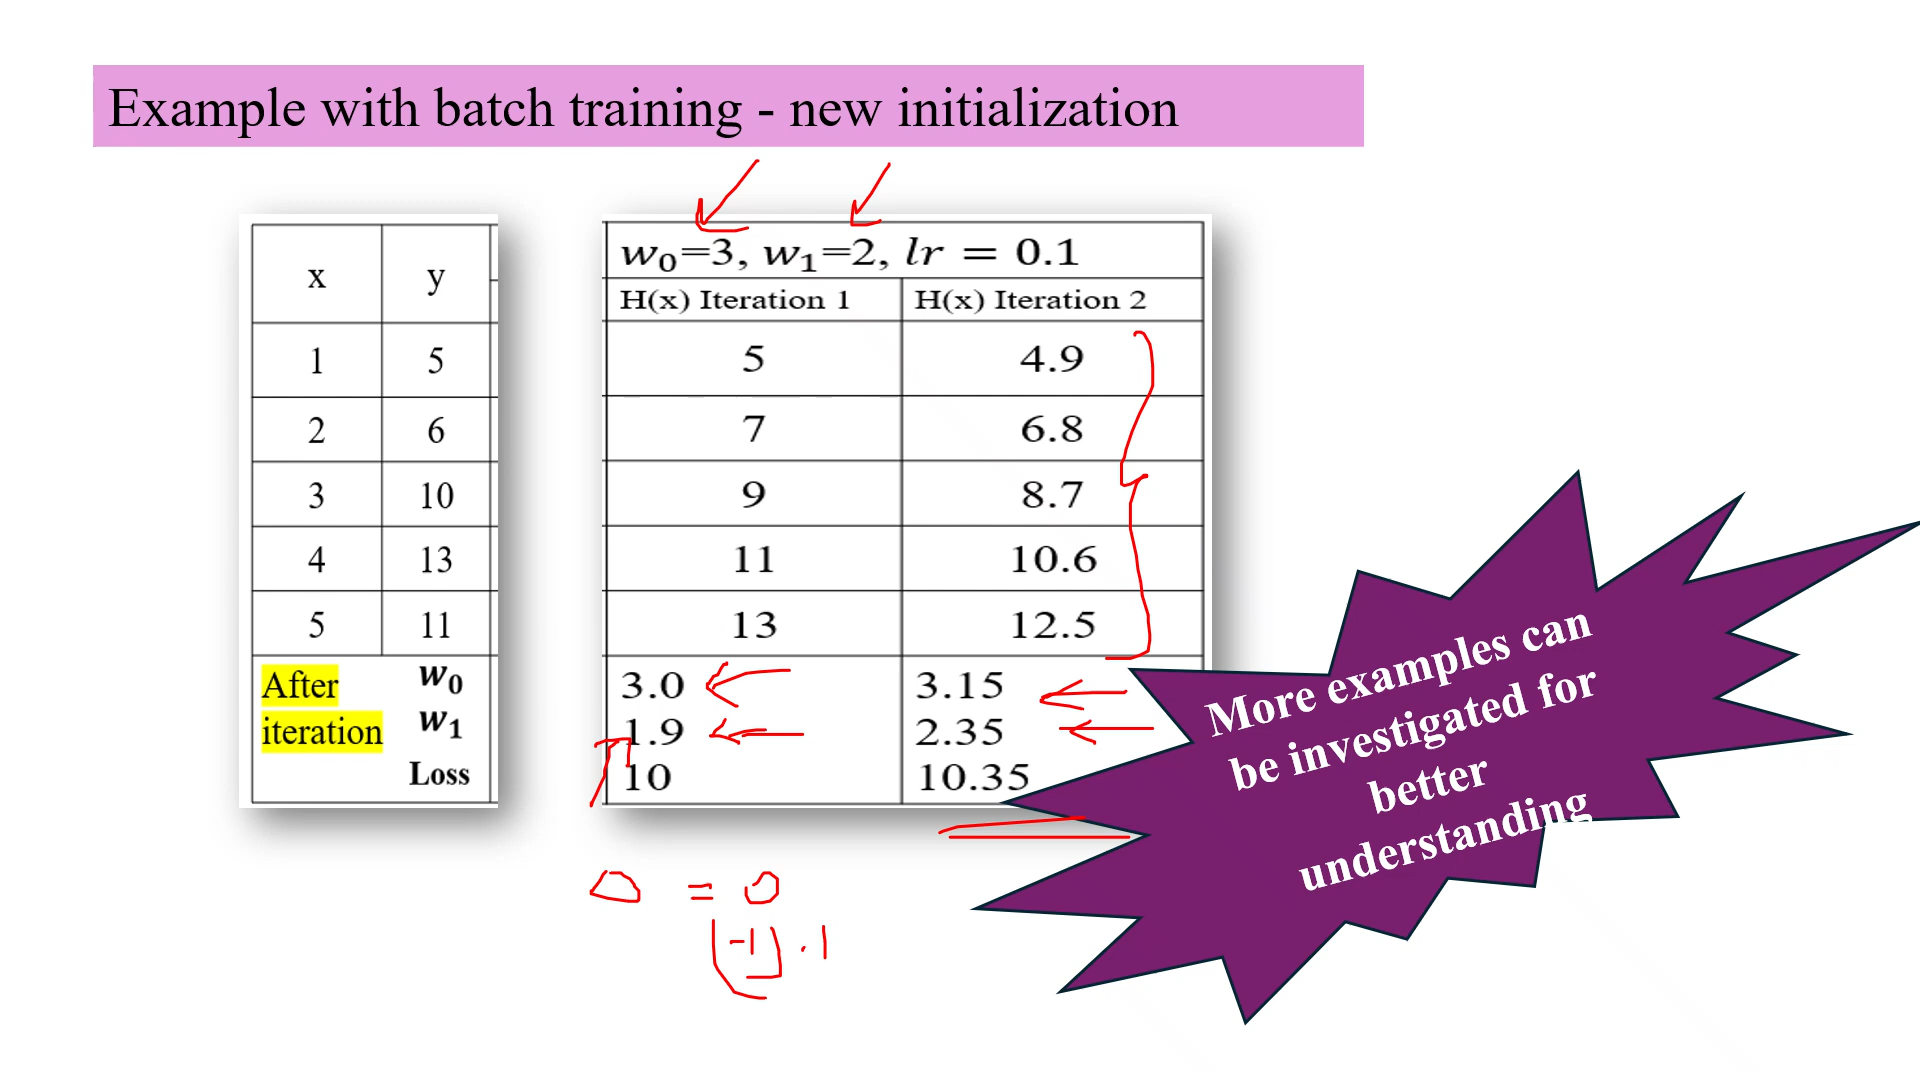 Example with batch training - new initialization
x y
1 5
2 6
3 10
4 13
5 11
After w₀
iteration w₁
Loss
w₀=3, w₁=2, lr = 0.1
H(x) Iteration 1 H(x) Iteration 2
5 4.9
7 6.8
9 8.7
11 10.6
13 12.5
3.0 3.15
1.9 2.35
10 10.35
= 0
-1 .1
More examples can
be investigated for
better
understanding